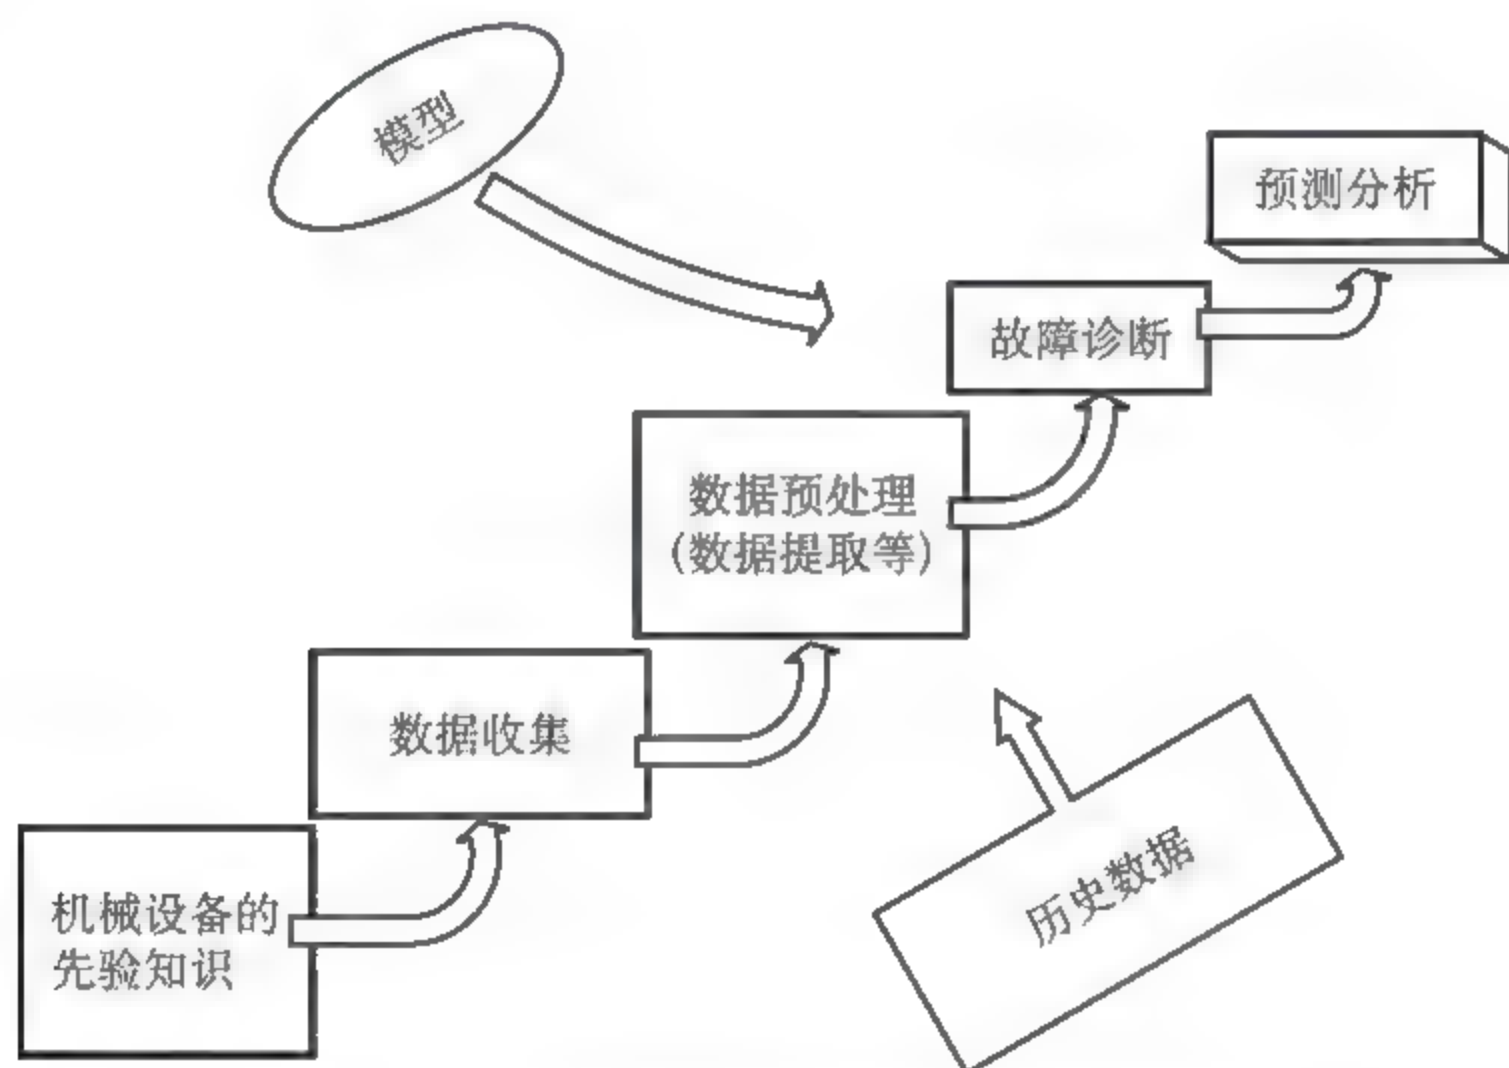 模型
预测分析
故障诊断
数据预处理
(数据提取等)
数据收集
历史数据
机械设备的
先验知识